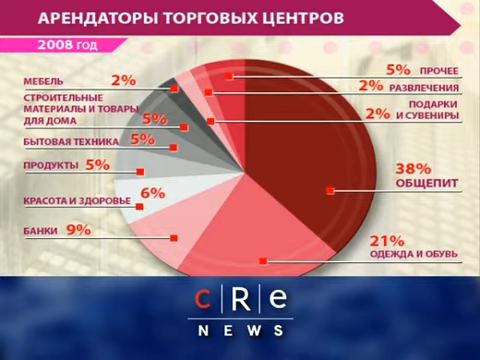 АРЕНДАТОРЫ ТОРГОВЫХ ЦЕНТРОВ
2008 ГОД
МЕБЕЛЬ 2%
СТРОИТЕЛЬНЫЕ
МАТЕРИАЛЫ И ТОВАРЫ
ДЛЯ ДОМА 5%
БЫТОВАЯ ТЕХНИКА 5%
ПРОДУКТЫ 5%
КРАСОТА И ЗДОРОВЬЕ 6%
БАНКИ 9%
5% ПРОЧЕЕ
2% РАЗВЛЕЧЕНИЯ
2% ПОДАРКИ
И СУВЕНИРЫ
38%
ОБЩЕПИТ
21%
ОДЕЖДА И ОБУВЬ
c|R|e
NEWS